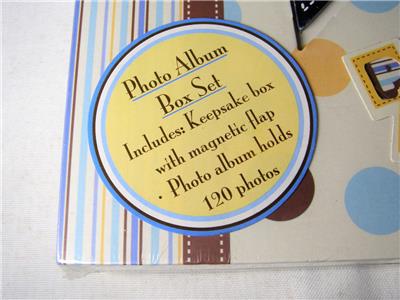 Photo Album
Box Set
Includes: Keepsake box
with magnetic flap
• Photo album holds
120 photos